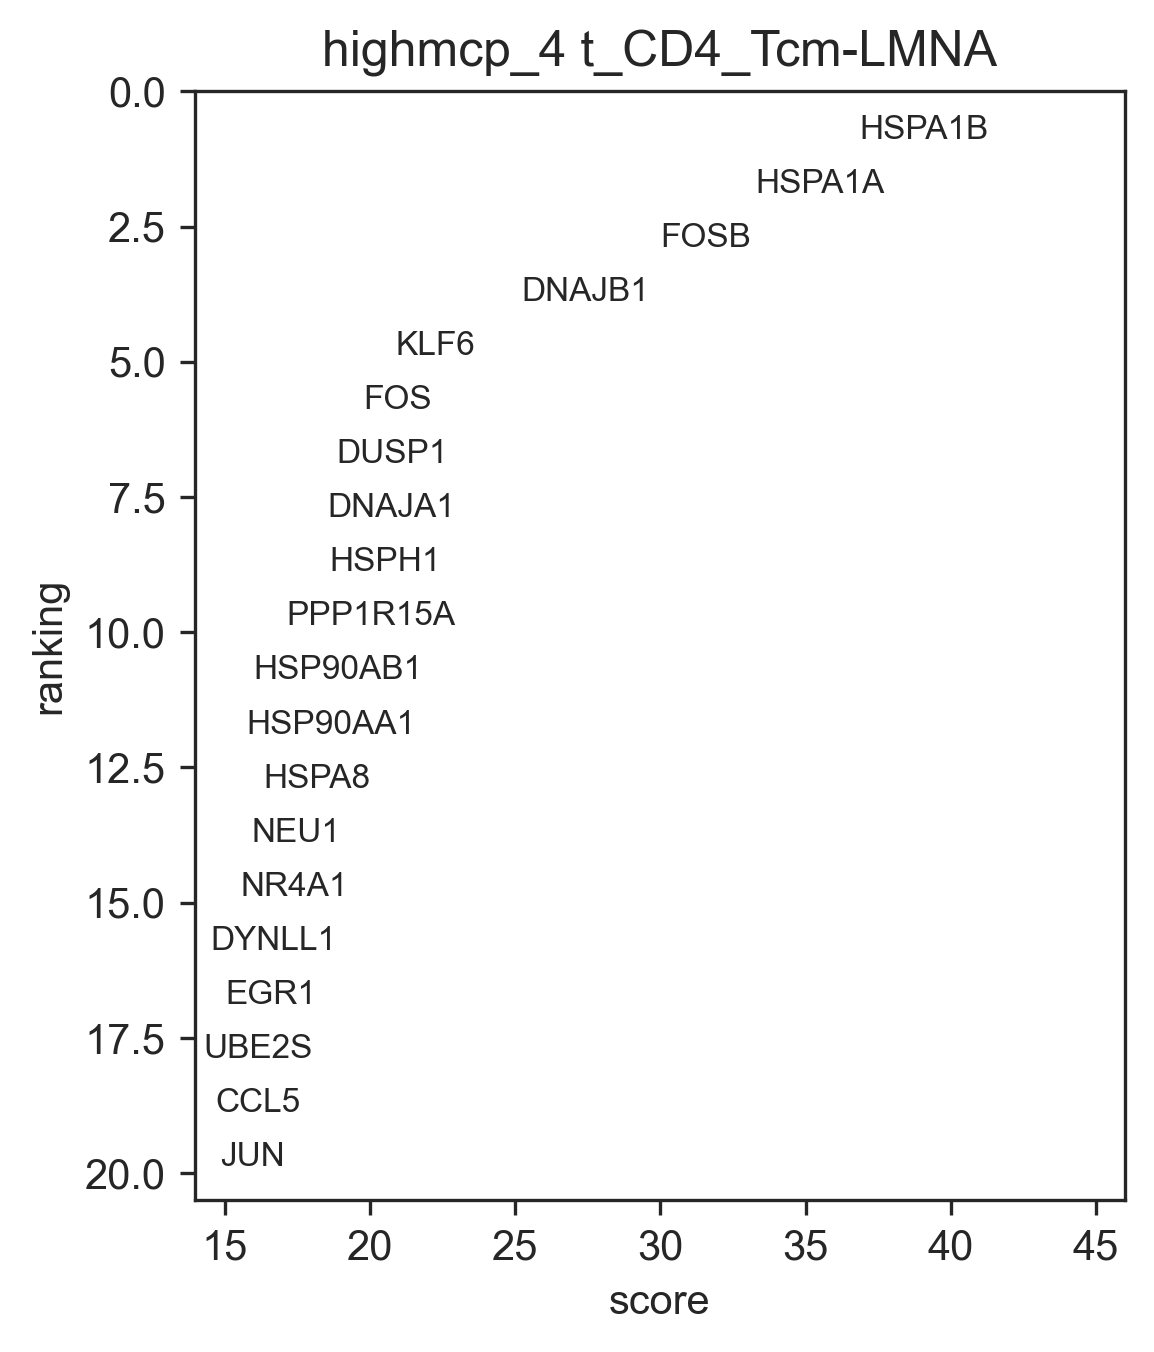 highmcp_4 t_CD4_Tcm-LMNA
0.0
HSPA1B
HSPA1A
2.5
FOSB
DNAJB1
KLF6
5.0
FOS
DUSP1
7.5
DNAJA1
HSPH1
ranking
PPP1R15A
10.0
HSP90AB1
HSP90AA1
12.5
HSPA8
NEU1
NR4A1
15.0
DYNLL1
EGR1
17.5
UBE2S
CCL5
JUN
20.0
15 20 25 30 35 40 45
score